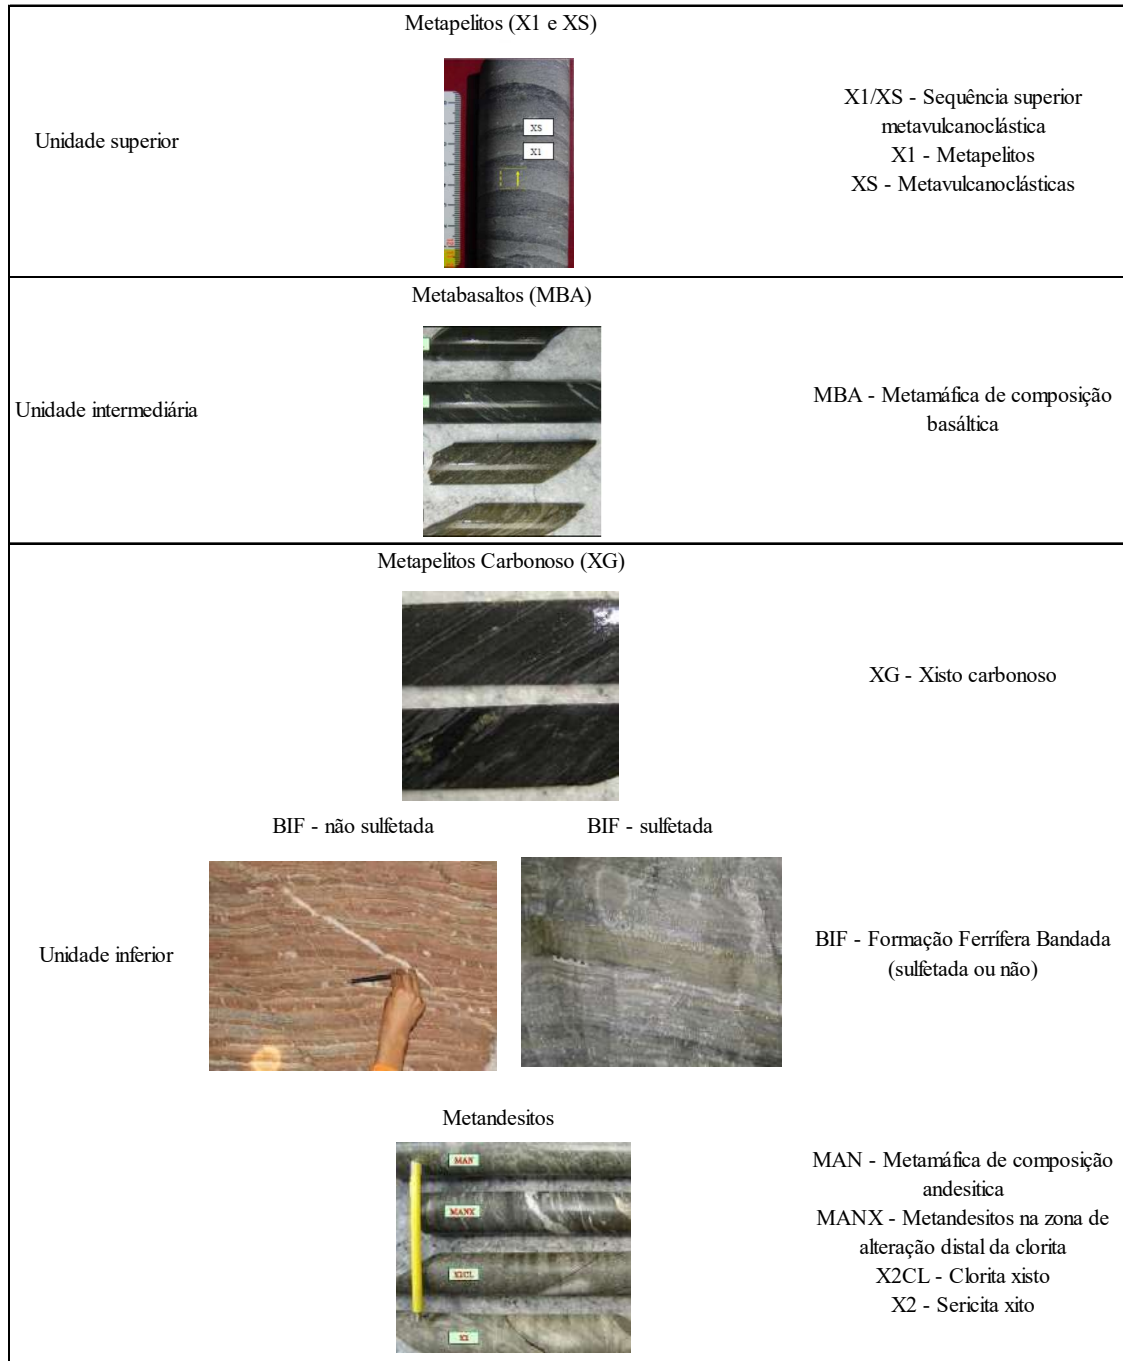 Metapelitos (X1 e XS)
Unidade superior
XS
X1
X1/XS - Sequência superior
metavulcanoclástica
X1 - Metapelitos
XS - Metavulcanoclásticas
Metabasaltos (MBA)
Unidade intermediária
MBA - Metamáfica de composição
basáltica
Metapelitos Carbonoso (XG)
XG - Xisto carbonoso
BIF - não sulfetada
BIF - sulfetada
Unidade inferior
BIF - Formação Ferrífera Bandada
(sulfetada ou não)
Metandesitos
MAN
MANX
X2CL
X2
MAN - Metamáfica de composição
andesitica
MANX - Metandesitos na zona de
alteração distal da clorita
X2CL - Clorita xisto
X2 - Sericita xito